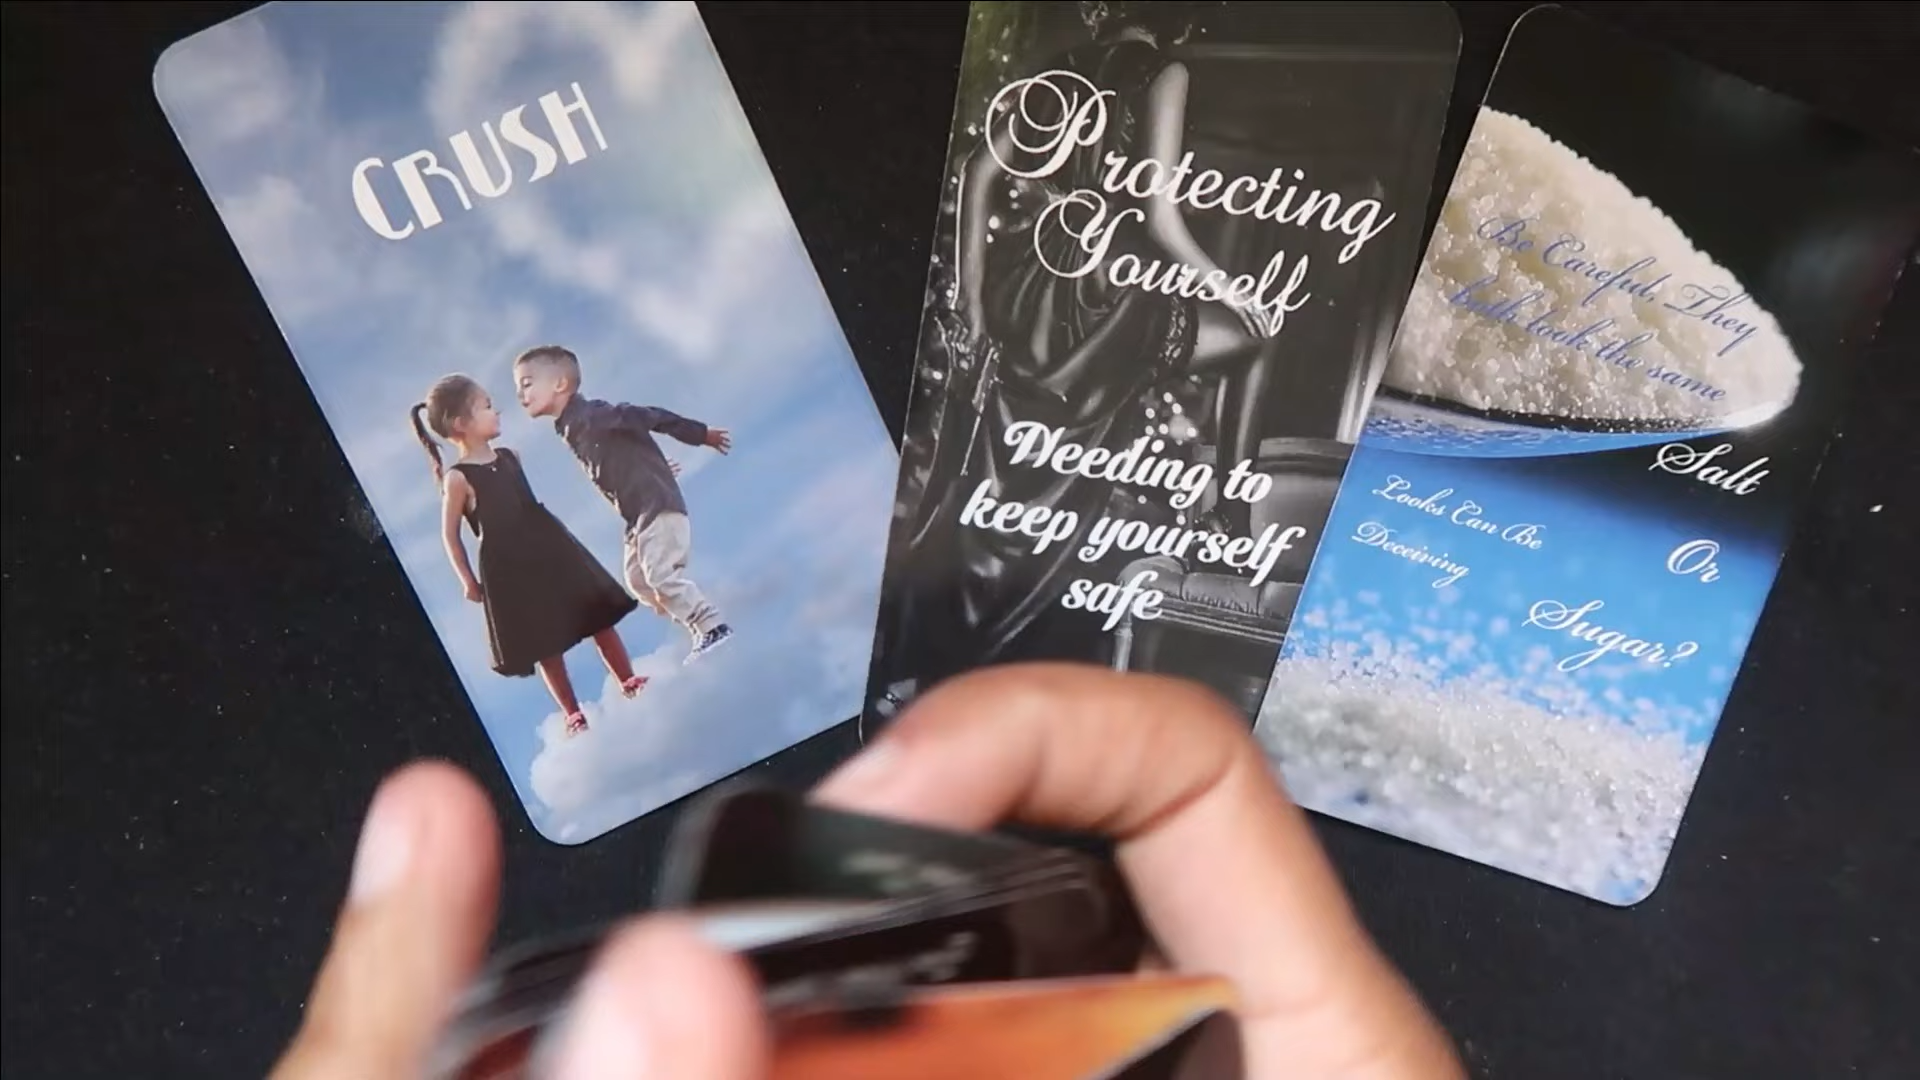 CRUSH
Protecting
Yourself
Needing to
keep yourself
safe
Be Careful, They
both look the same
Salt
Or
Sugar?
Looks Can Be
Deceiving